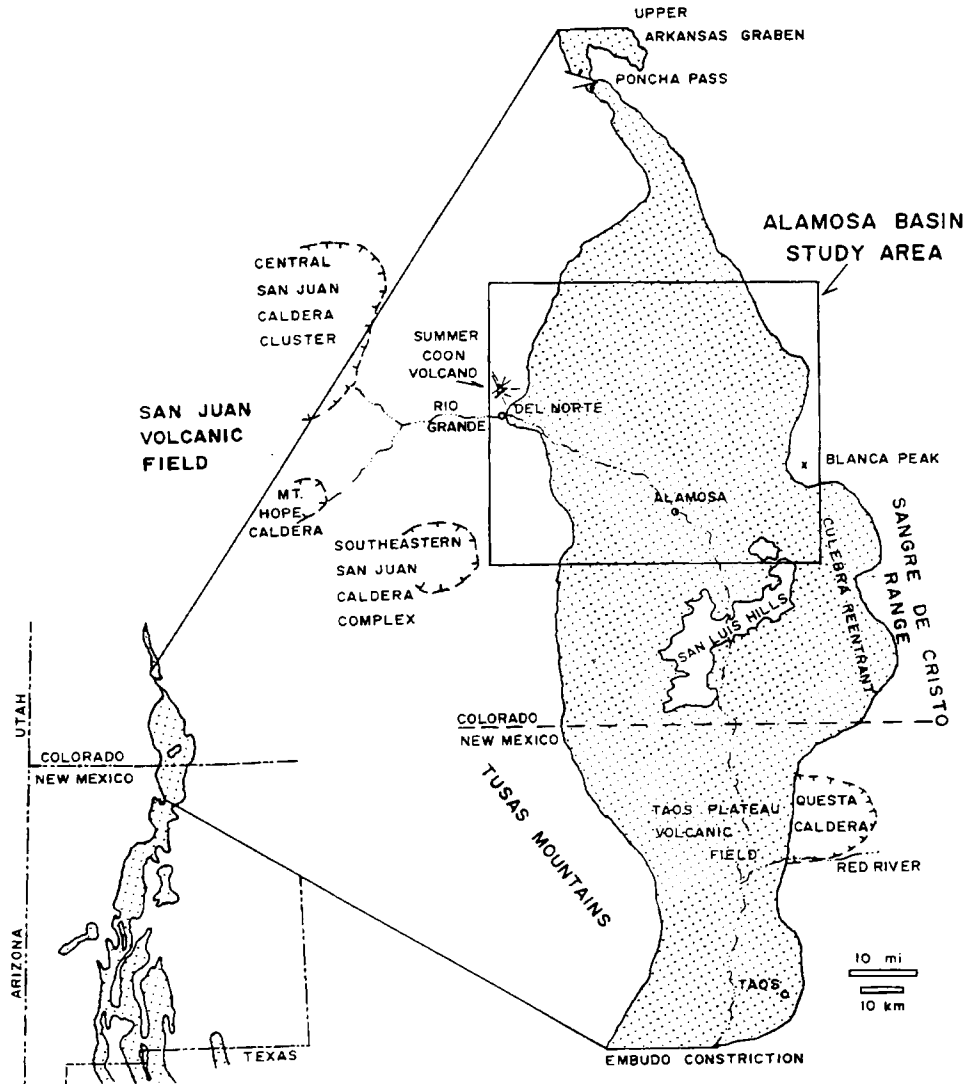 UPPER
ARKANSAS GRABEN
PONCHA PASS
ALAMOSA BASIN
STUDY AREA
CENTRAL
SAN JUAN
CALDERA
CLUSTER
SUMMER
COON
VOLCANO
SAN JUAN
VOLCANIC
FIELD
RIO
GRANDE
DEL NORTE
BLANCA PEAK
MT.
HOPE
CALDERA
ALAMOSA
SOUTHEASTERN
SAN JUAN
CALDERA
COMPLEX
SANGRE DE CRISTO
RANGE
CULEBRA REENTRANT
SAN LUIS HILLS
COLORADO
NEW MEXICO
UTAH
COLORADO
NEW MEXICO
ARIZONA
TEXAS
TUSAS MOUNTAINS
TAOS PLATEAU
VOLCANIC
FIELD
QUESTA
CALDERA
RED RIVER
TAOS
10 mi
10 km
EMBUDO CONSTRICTION